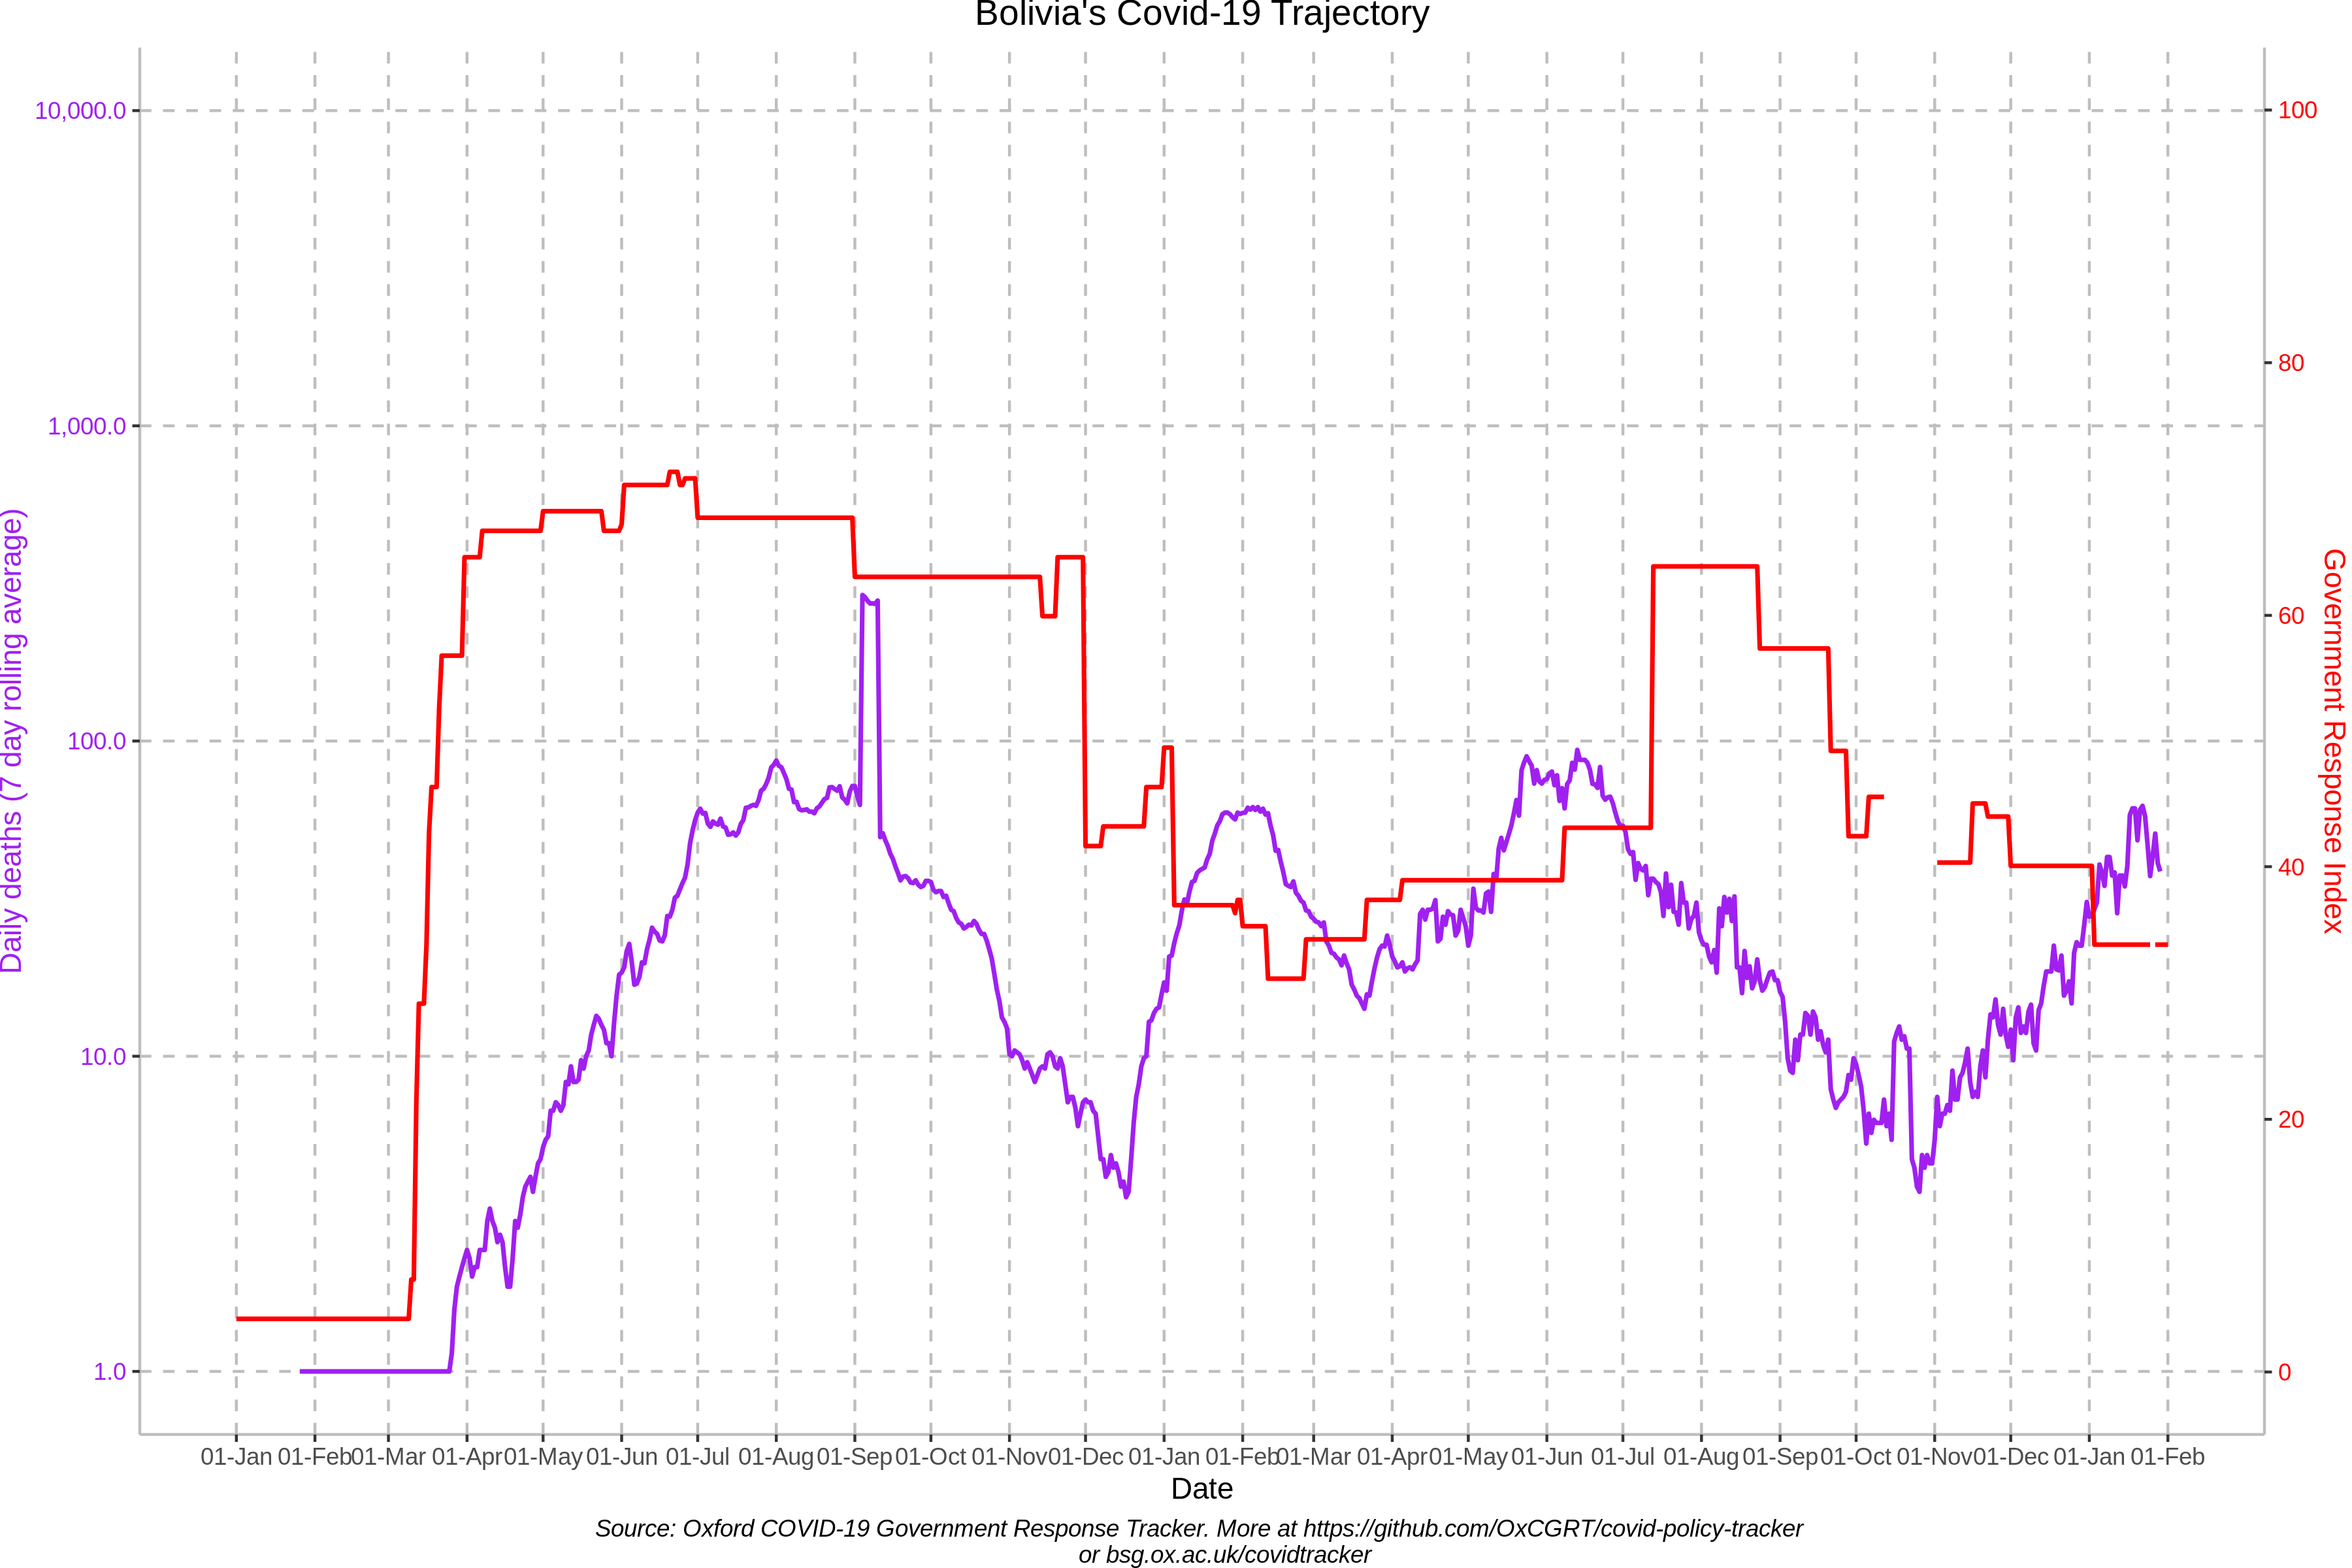 Bolivia's Covid-19 Trajectory
10,000.0
1,000.0
100.0
10.0
1.0
Daily deaths (7 day rolling average)
100
80
60
40
20
0
Government Response Index
01-Jan 01-Feb 01-Mar 01-Apr 01-May 01-Jun 01-Jul 01-Aug 01-Sep 01-Oct 01-Nov 01-Dec 01-Jan 01-Feb 01-Mar 01-Apr 01-May 01-Jun 01-Jul 01-Aug 01-Sep 01-Oct 01-Nov 01-Dec 01-Jan 01-Feb
Date
Source: Oxford COVID-19 Government Response Tracker. More at https://github.com/OxCGRT/covid-policy-tracker
or bsg.ox.ac.uk/covidtracker